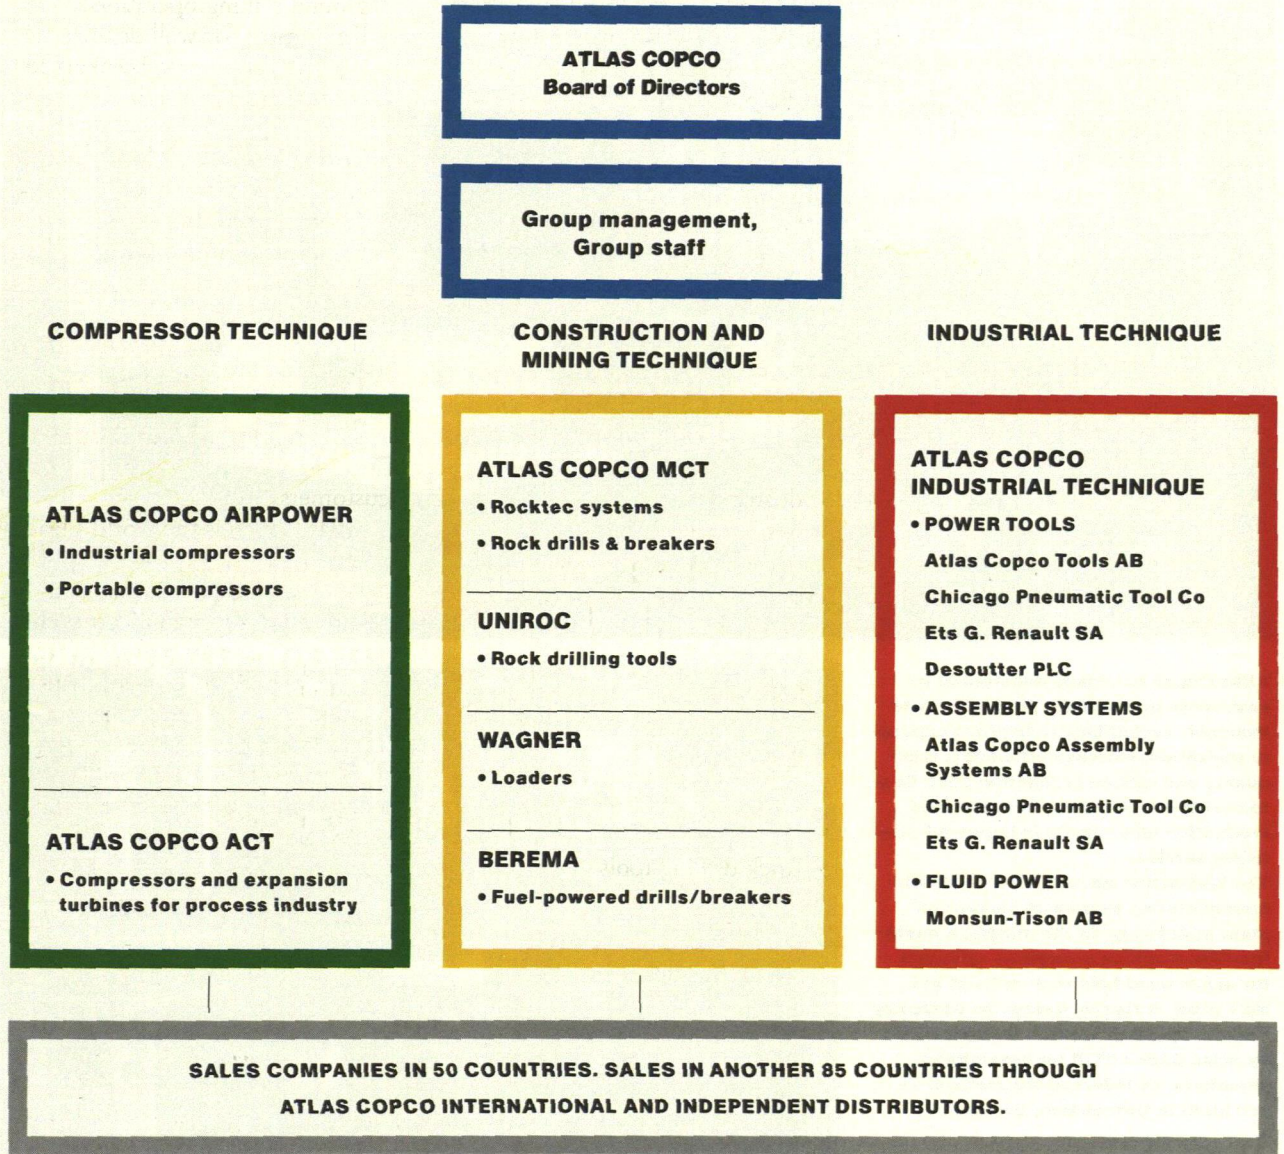 ATLAS COPCO
Board of Directors
Group management,
Group staff
COMPRESSOR TECHNIQUE
ATLAS COPCO AIRPOWER
• Industrial compressors
• Portable compressors
ATLAS COPCO ACT
• Compressors and expansion
turbines for process industry
CONSTRUCTION AND
MINING TECHNIQUE
ATLAS COPCO MCT
• Rocktec systems
• Rock drills & breakers
UNIROC
• Rock drilling tools
WAGNER
• Loaders
BEREMA
• Fuel-powered drills/breakers
INDUSTRIAL TECHNIQUE
ATLAS COPCO
INDUSTRIAL TECHNIQUE
• POWER TOOLS
Atlas Copco Tools AB
Chicago Pneumatic Tool Co
Ets G. Renault SA
Desoutter PLC
• ASSEMBLY SYSTEMS
Atlas Copco Assembly
Systems AB
Chicago Pneumatic Tool Co
Ets G. Renault SA
• FLUID POWER
Monsun-Tison AB
SALES COMPANIES IN 50 COUNTRIES. SALES IN ANOTHER 85 COUNTRIES THROUGH
ATLAS COPCO INTERNATIONAL AND INDEPENDENT DISTRIBUTORS.